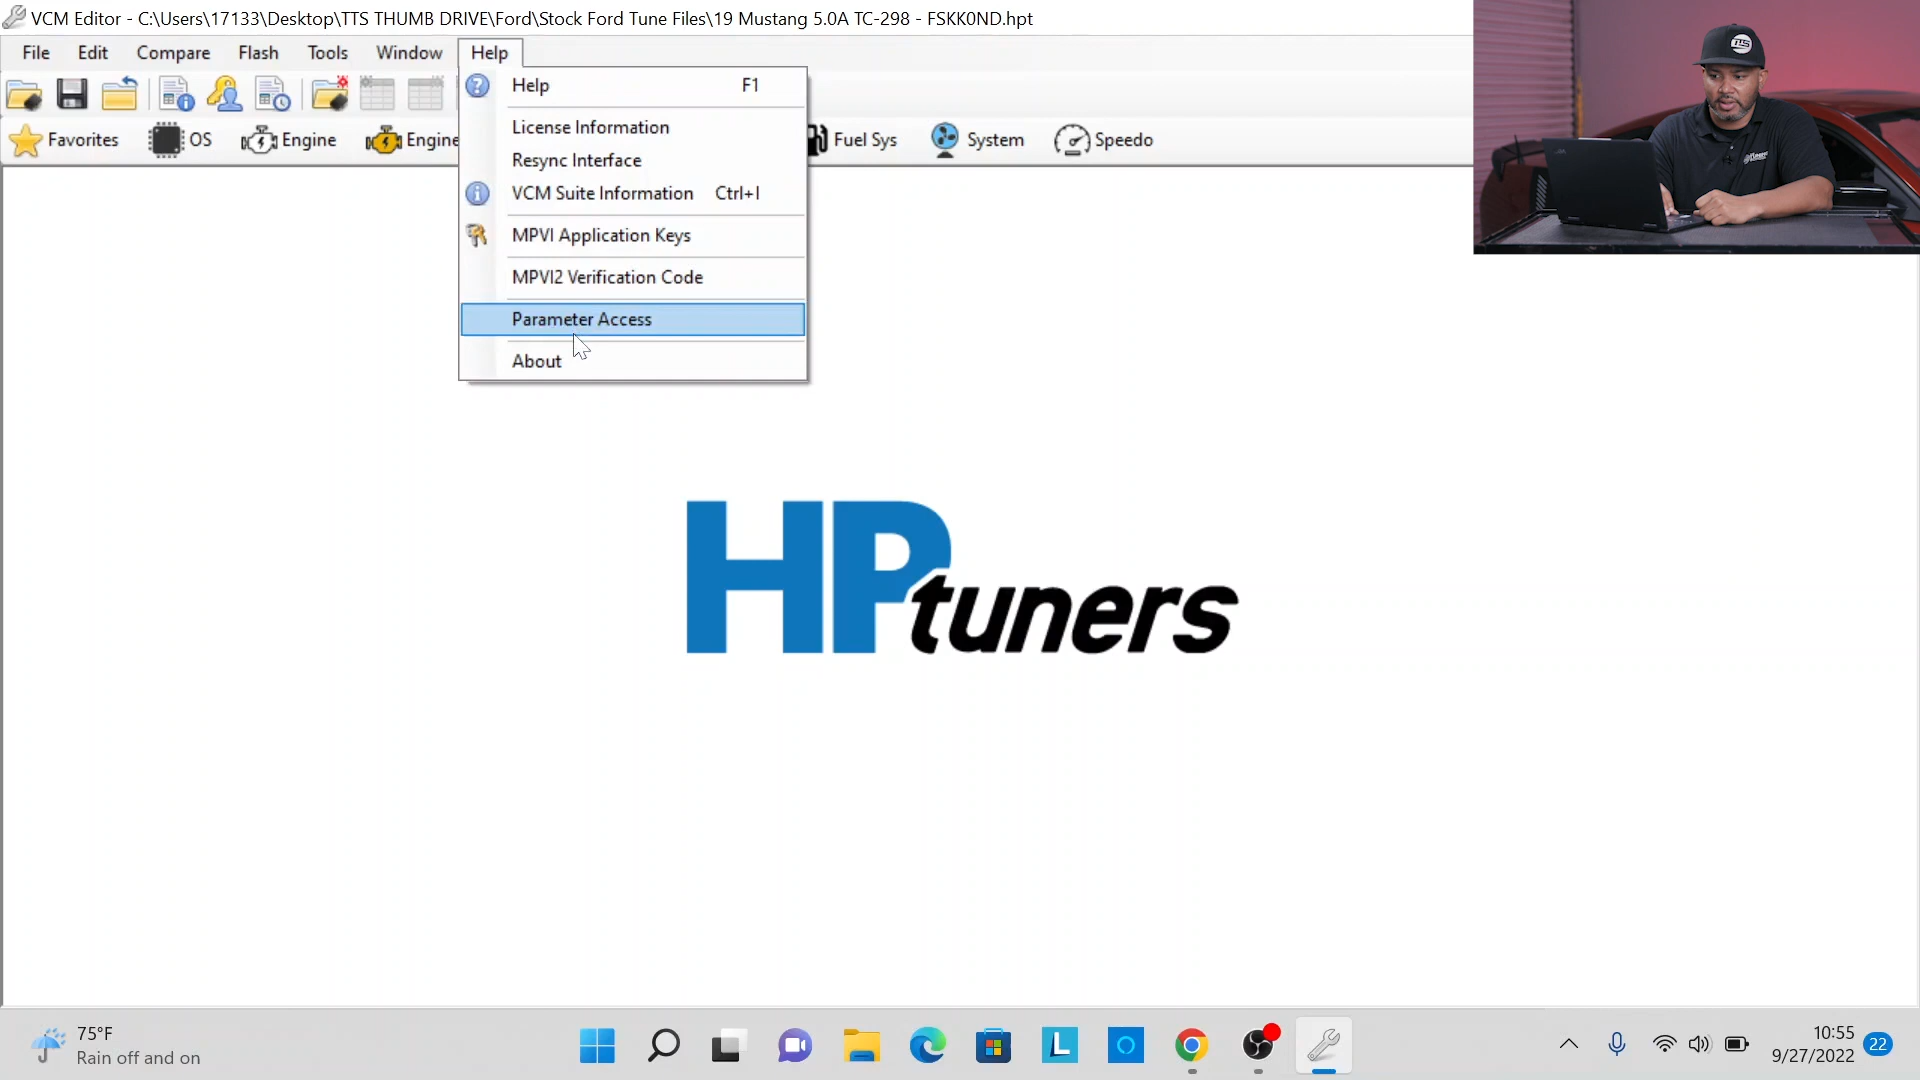 VCM Editor - C:\Users\17133\Desktop\TTS THUMB DRIVE\Ford\Stock Ford Tune Files\19 Mustang 5.0A TC-298 - FSKK0ND.hpt
File Edit Compare Flash Tools Window Help
Favorites OS Engine Engine Fuel Sys System Speedo
Help F1
License Information
Resync Interface
VCM Suite Information Ctrl+I
MPVI Application Keys
MPVI2 Verification Code
Parameter Access
About
HP tuners
75°F
Rain off and on
10:55
9/27/2022 22